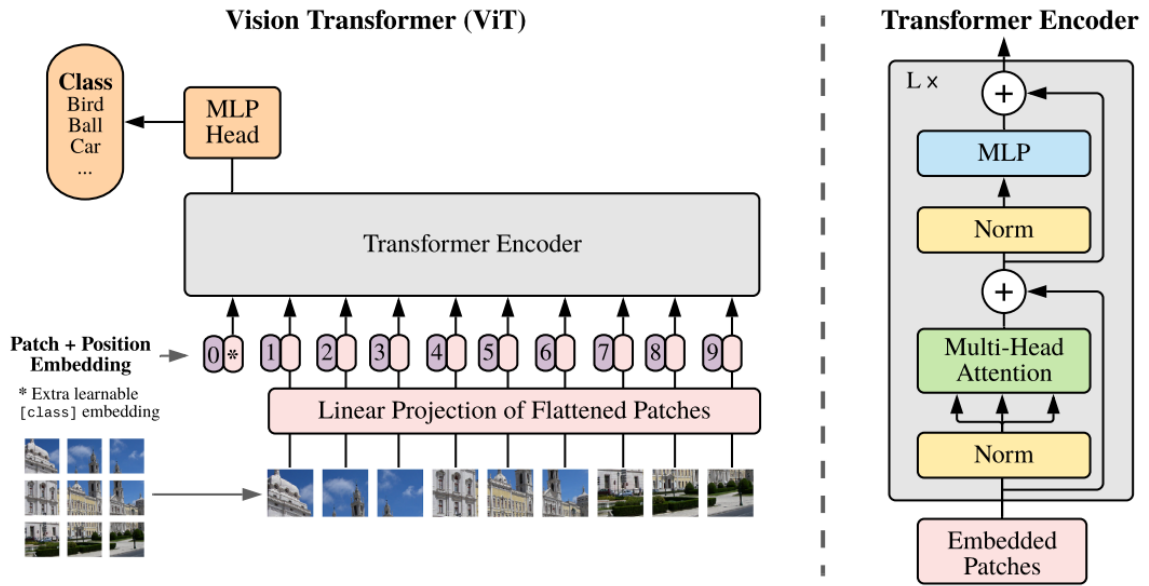 Vision Transformer (ViT)
Class
Bird
Ball
Car
...
MLP
Head
Transformer Encoder
Patch + Position
Embedding
0 * 1 2 3 4 5 6 7 8 9
* Extra learnable
[class] embedding
Linear Projection of Flattened Patches
Transformer Encoder
L ×
+
MLP
Norm
+
Multi-Head
Attention
Norm
Embedded
Patches